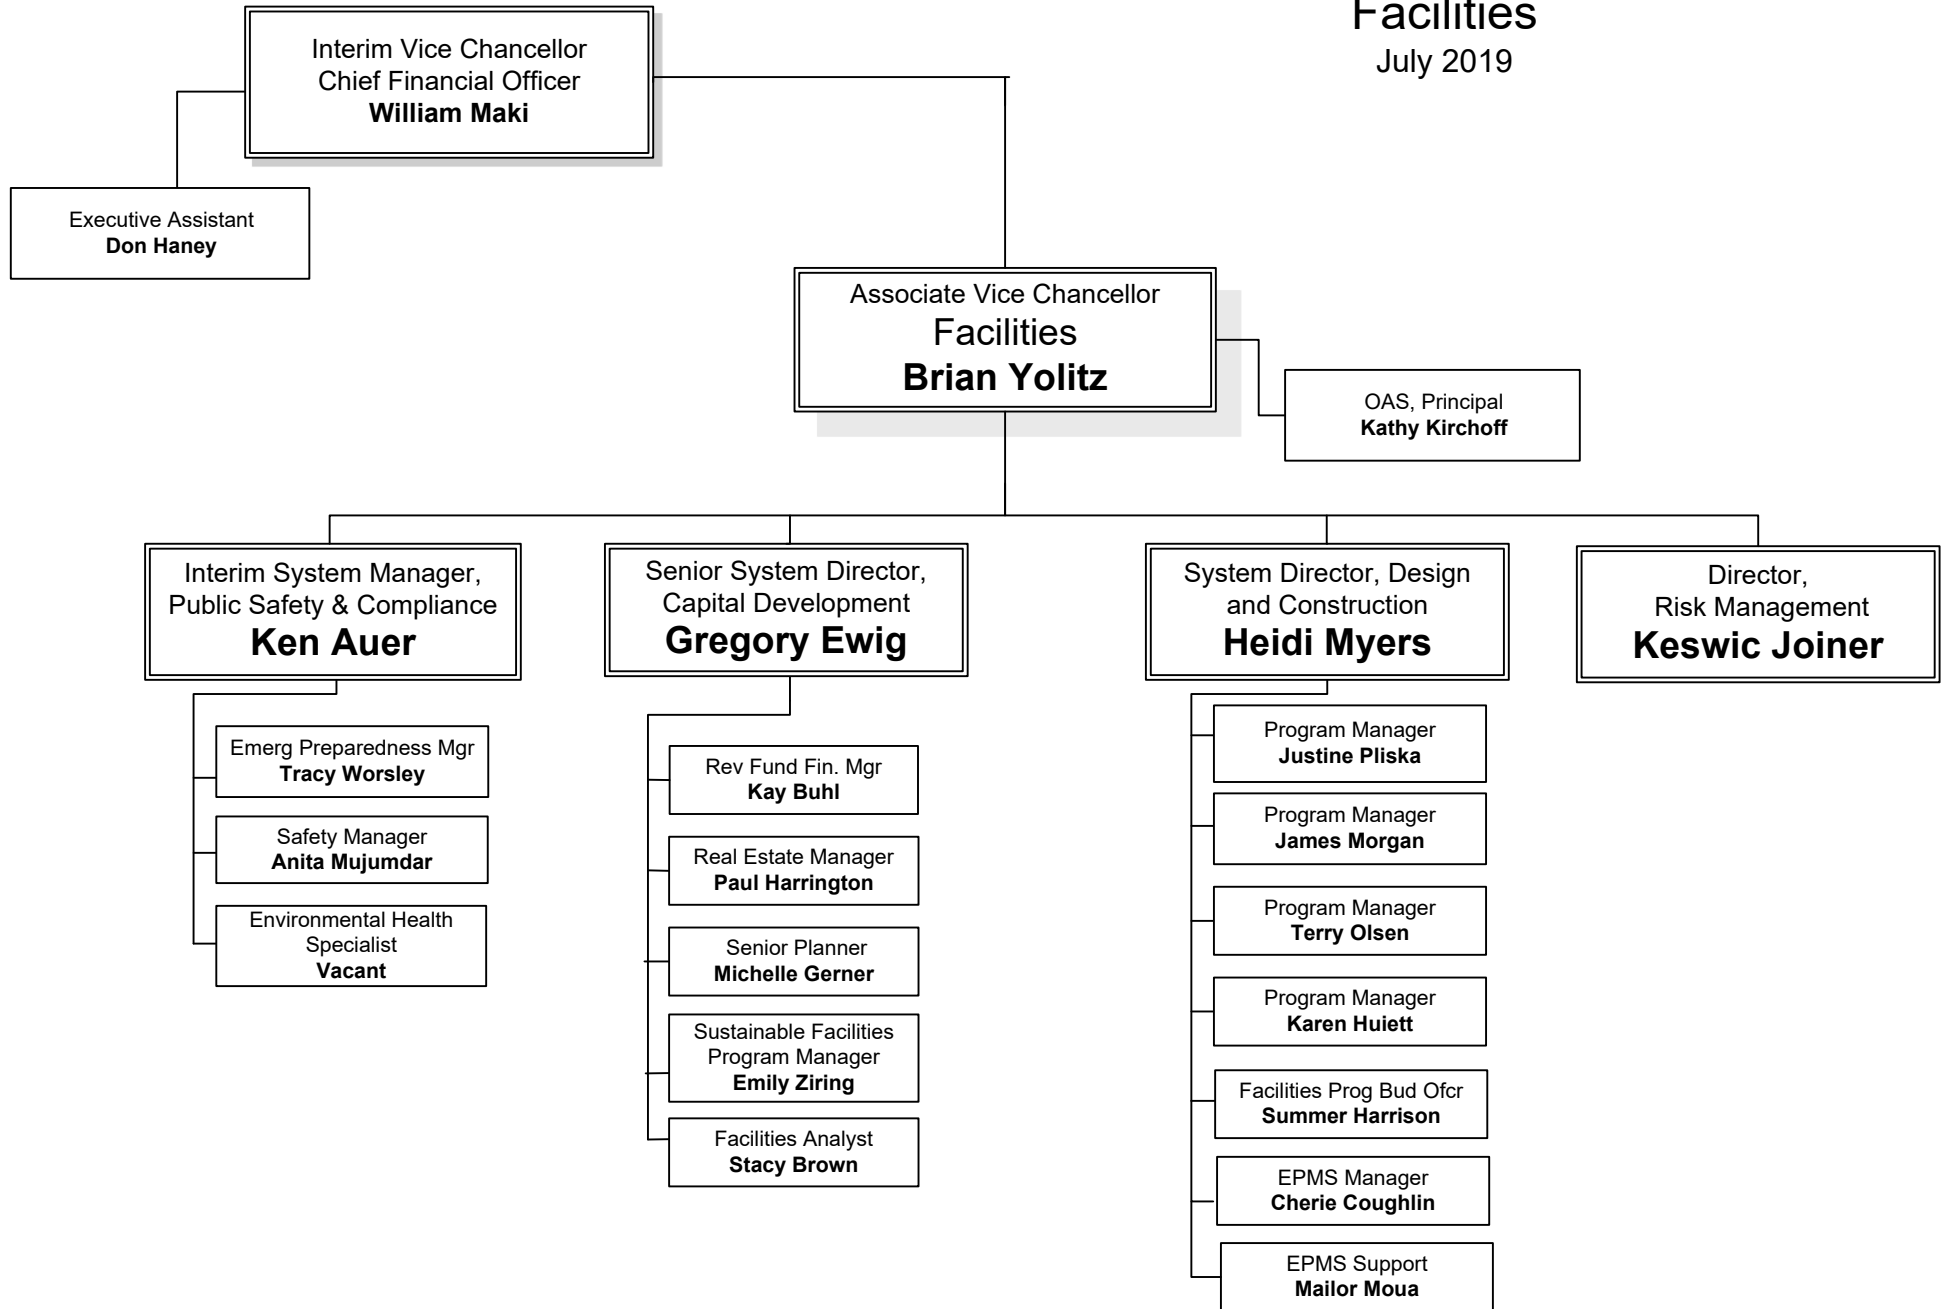 Facilities
July 2019
Interim Vice Chancellor
Chief Financial Officer
William Maki
Executive Assistant
Don Haney
Associate Vice Chancellor
Facilities
Brian Yolitz
OAS, Principal
Kathy Kirchoff
Interim System Manager,
Public Safety & Compliance
Ken Auer
Senior System Director,
Capital Development
Gregory Ewig
System Director, Design
and Construction
Heidi Myers
Director,
Risk Management
Keswic Joiner
Emerg Preparedness Mgr
Tracy Worsley
Safety Manager
Anita Mujumdar
Environmental Health
Specialist
Vacant
Rev Fund Fin. Mgr
Kay Buhl
Real Estate Manager
Paul Harrington
Senior Planner
Michelle Gerner
Sustainable Facilities
Program Manager
Emily Ziring
Facilities Analyst
Stacy Brown
Program Manager
Justine Pliska
Program Manager
James Morgan
Program Manager
Terry Olsen
Program Manager
Karen Huiett
Facilities Prog Bud Ofcr
Summer Harrison
EPMS Manager
Cherie Coughlin
EPMS Support
Mailor Moua